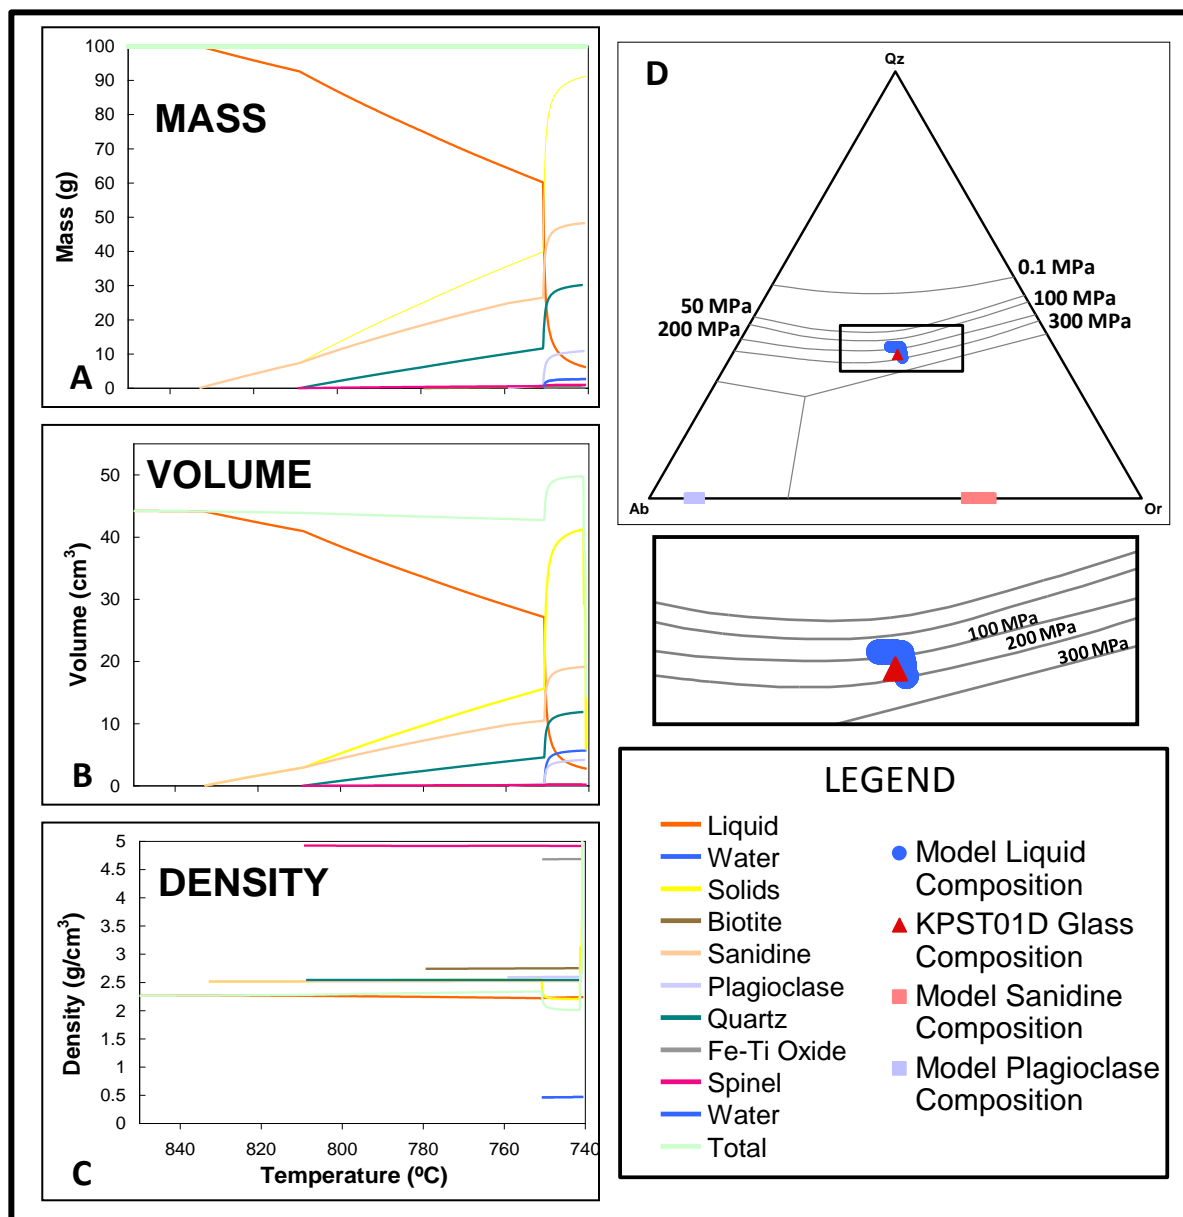 MASS
Mass (g)
100
90
80
70
60
50
40
30
20
10
0
A
VOLUME
Volume (cm³)
50
40
30
20
10
0
B
DENSITY
Density (g/cm³)
5
4.5
4
3.5
3
2.5
2
1.5
1
0.5
0
840
820
800
780
760
740
Temperature (ºC)
C
D
Qz
0.1 MPa
50 MPa
100 MPa
200 MPa
300 MPa
Ab
Or
100 MPa
200 MPa
300 MPa
LEGEND
Liquid
Water
Solids
Biotite
Sanidine
Plagioclase
Quartz
Fe-Ti Oxide
Spinel
Water
Total
Model Liquid
Composition
KPST01D Glass
Composition
Model Sanidine
Composition
Model Plagioclase
Composition